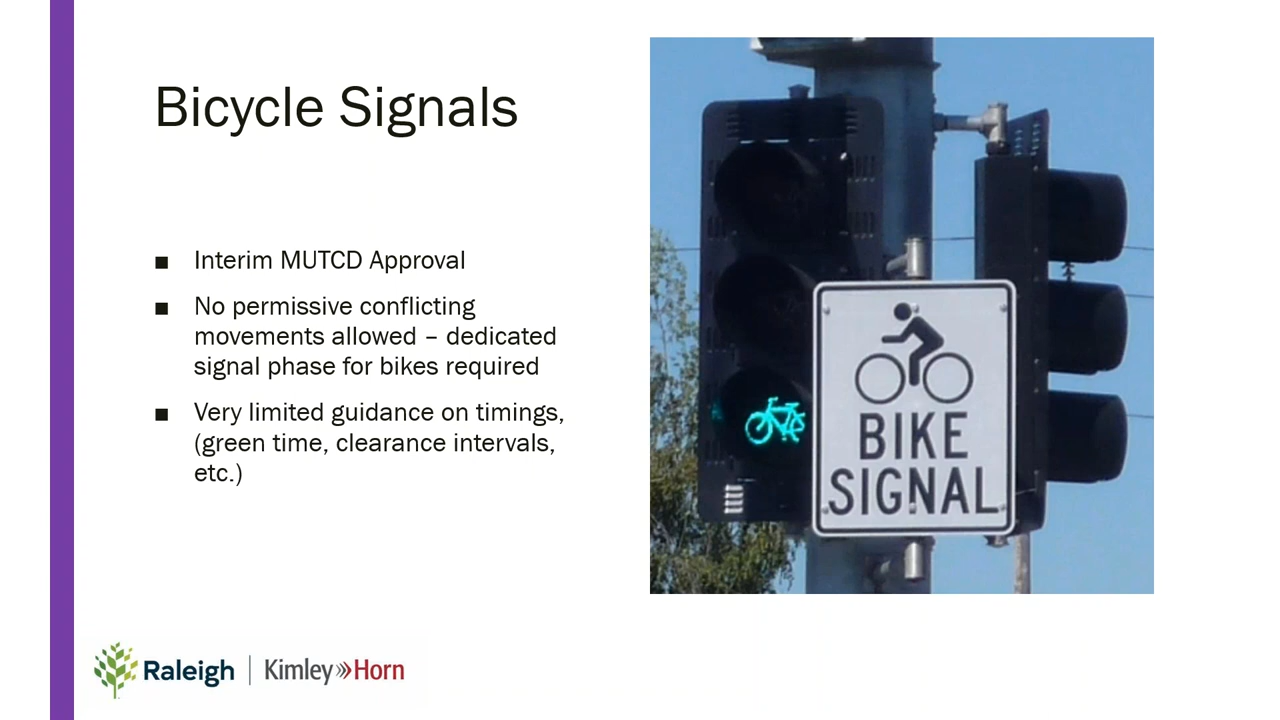 Bicycle Signals
■ Interim MUTCD Approval
■ No permissive conflicting
movements allowed – dedicated
signal phase for bikes required
■ Very limited guidance on timings,
(green time, clearance intervals,
etc.)
BIKE
SIGNAL
Raleigh | Kimley»Horn